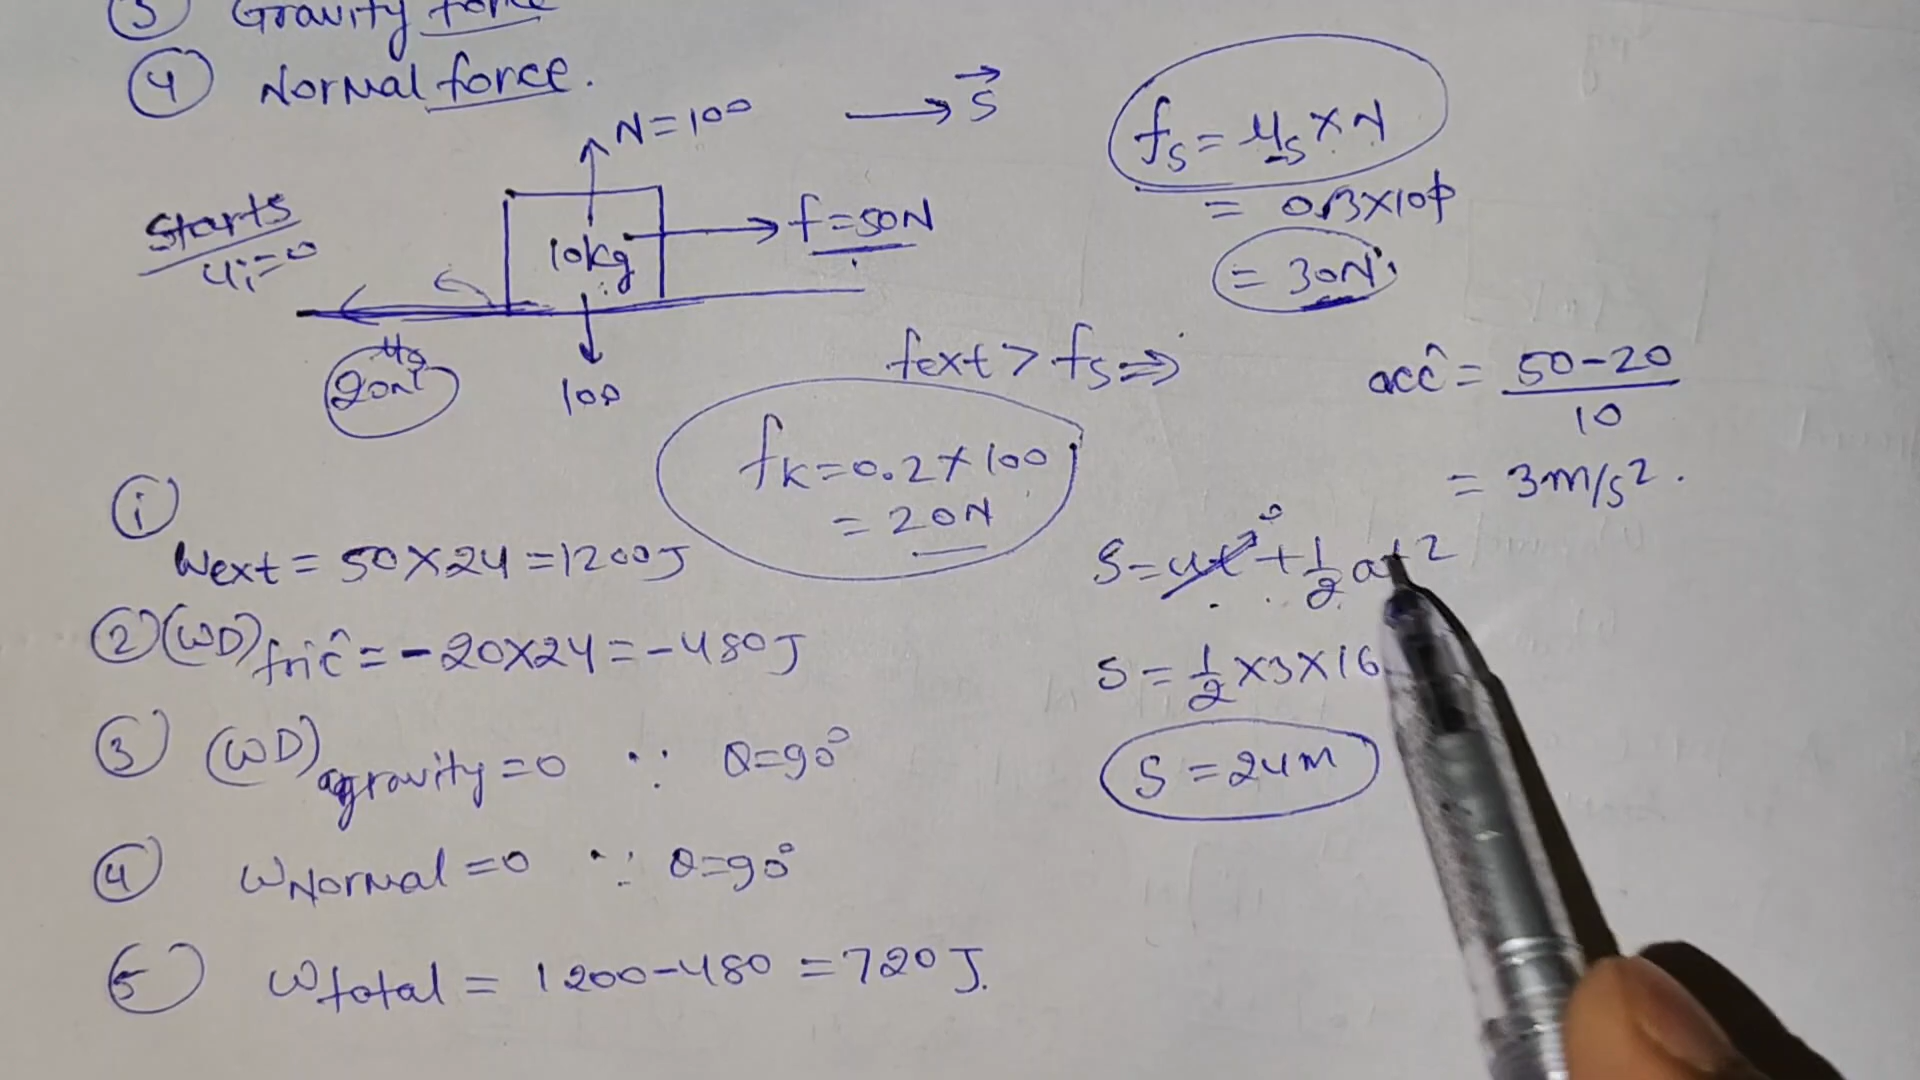 ③ Gravity force
④ Normal force.
N=100
→ S
Starts
ui=0
10kg
f=50N
20N
100
fs = μs × N
= 0.3×100
= 30N
fext > fs ⇒
acc^n = 50-20 / 10
= 3m/s2.
fk=0.2×100
= 20N
① Wext = 50×24=1200J
② (WD)fric^n = -20×24 = -480J
③ (WD)gravity =0 ∵ θ=90°
④ WNormal =0 ∵ θ=90°
⑤ Wtotal = 1200-480 =720J.
S=ut° + 1/2 at2
S = 1/2 ×3×16
S = 24m